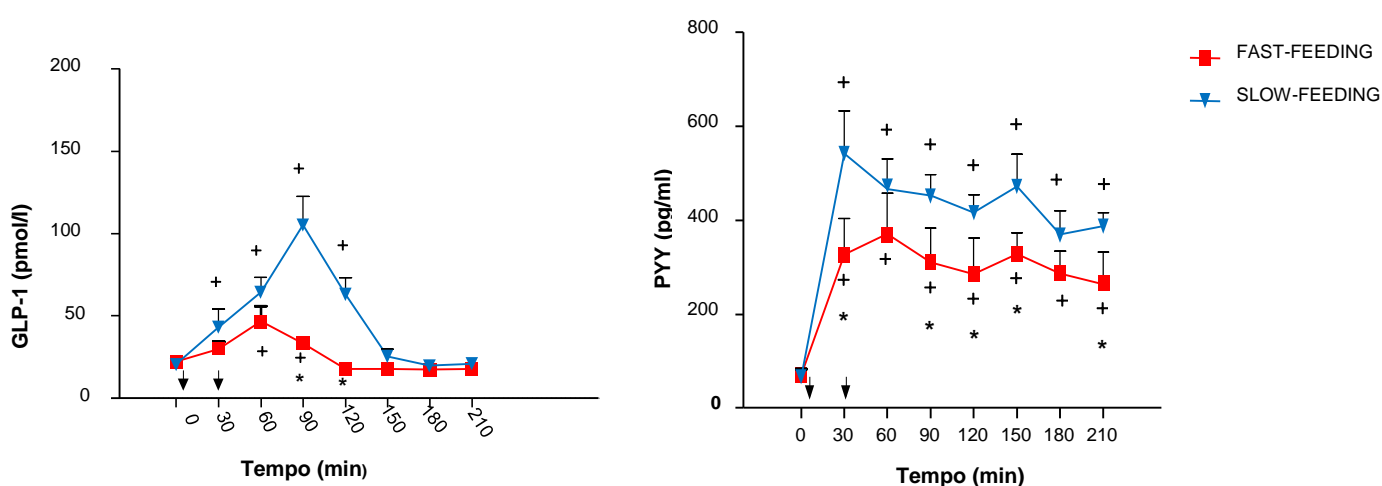 200
150
100
50
0
GLP-1 (pmol/l)
+
+
+
+
+
+
*
*
0 30 60 90 120 150 180 210
Tempo (min)
800
600
400
200
0
PYY (pg/ml)
+ + + + + + +
+ + + + + + +
* * * * *
0 30 60 90 120 150 180 210
Tempo (min)
FAST-FEEDING
SLOW-FEEDING